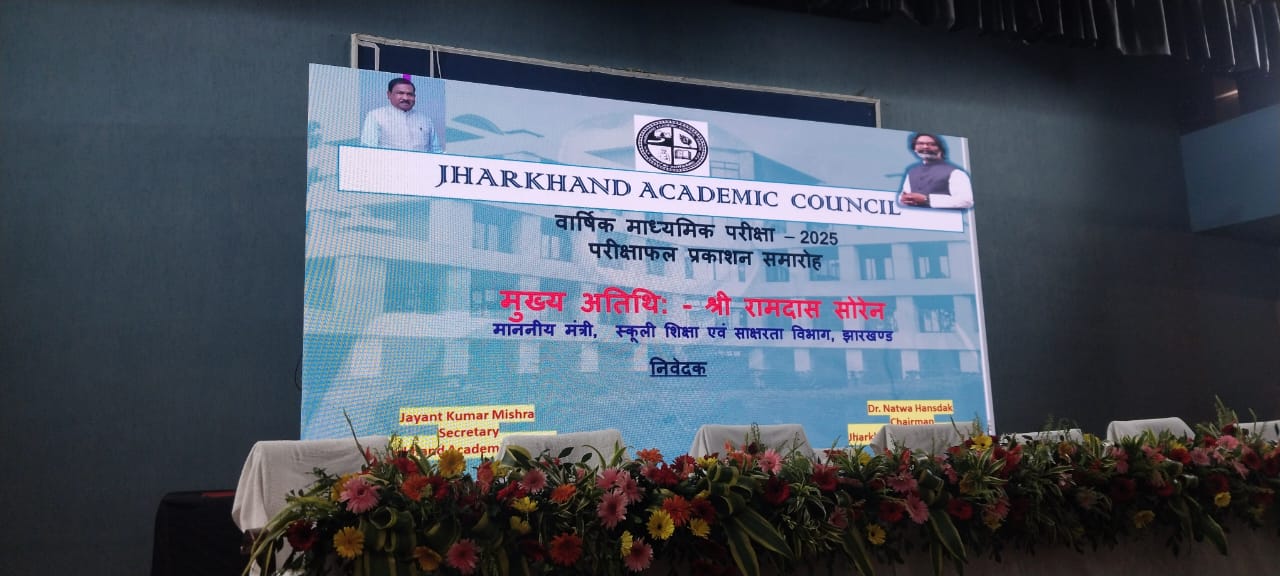 JHARKHAND ACADEMIC COUNCIL
वार्षिक माध्यमिक परीक्षा – 2025
परीक्षाफल प्रकाशन समारोह
मुख्य अतिथि: - श्री रामदास सोरेन
माननीय मंत्री, स्कूली शिक्षा एवं साक्षरता विभाग, झारखण्ड
निवेदक
Jayant Kumar Mishra
Secretary
Dr. Natwa Hansdak
Chairman